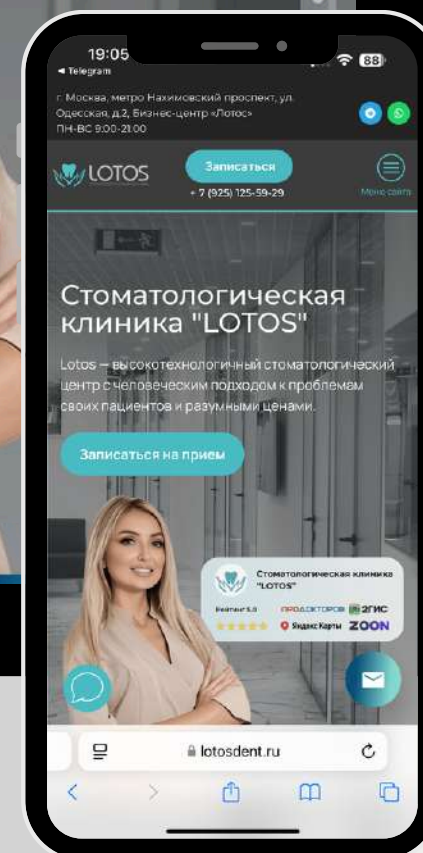 19:05
88
◄ Telegram
г. Москва, метро Нахимовский проспект, ул.
Одесская, д.2, Бизнес-центр «Лотос»
ПН-ВС 9:00-21:00
LOTOS
Записаться
+ 7 (925) 125-59-29
Меню сайта
Стоматологическая
клиника "LOTOS"
Lotos — высокотехнологичный стоматологический
центр с человеческим подходом к проблемам
своих пациентов и разумными ценами.
Записаться на прием
Стоматологическая клиника
"LOTOS"
Рейтинг 5.0
ПРОДОКТОРОВ
2ГИС
Яндекс Карты
ZOON
lotosdent.ru